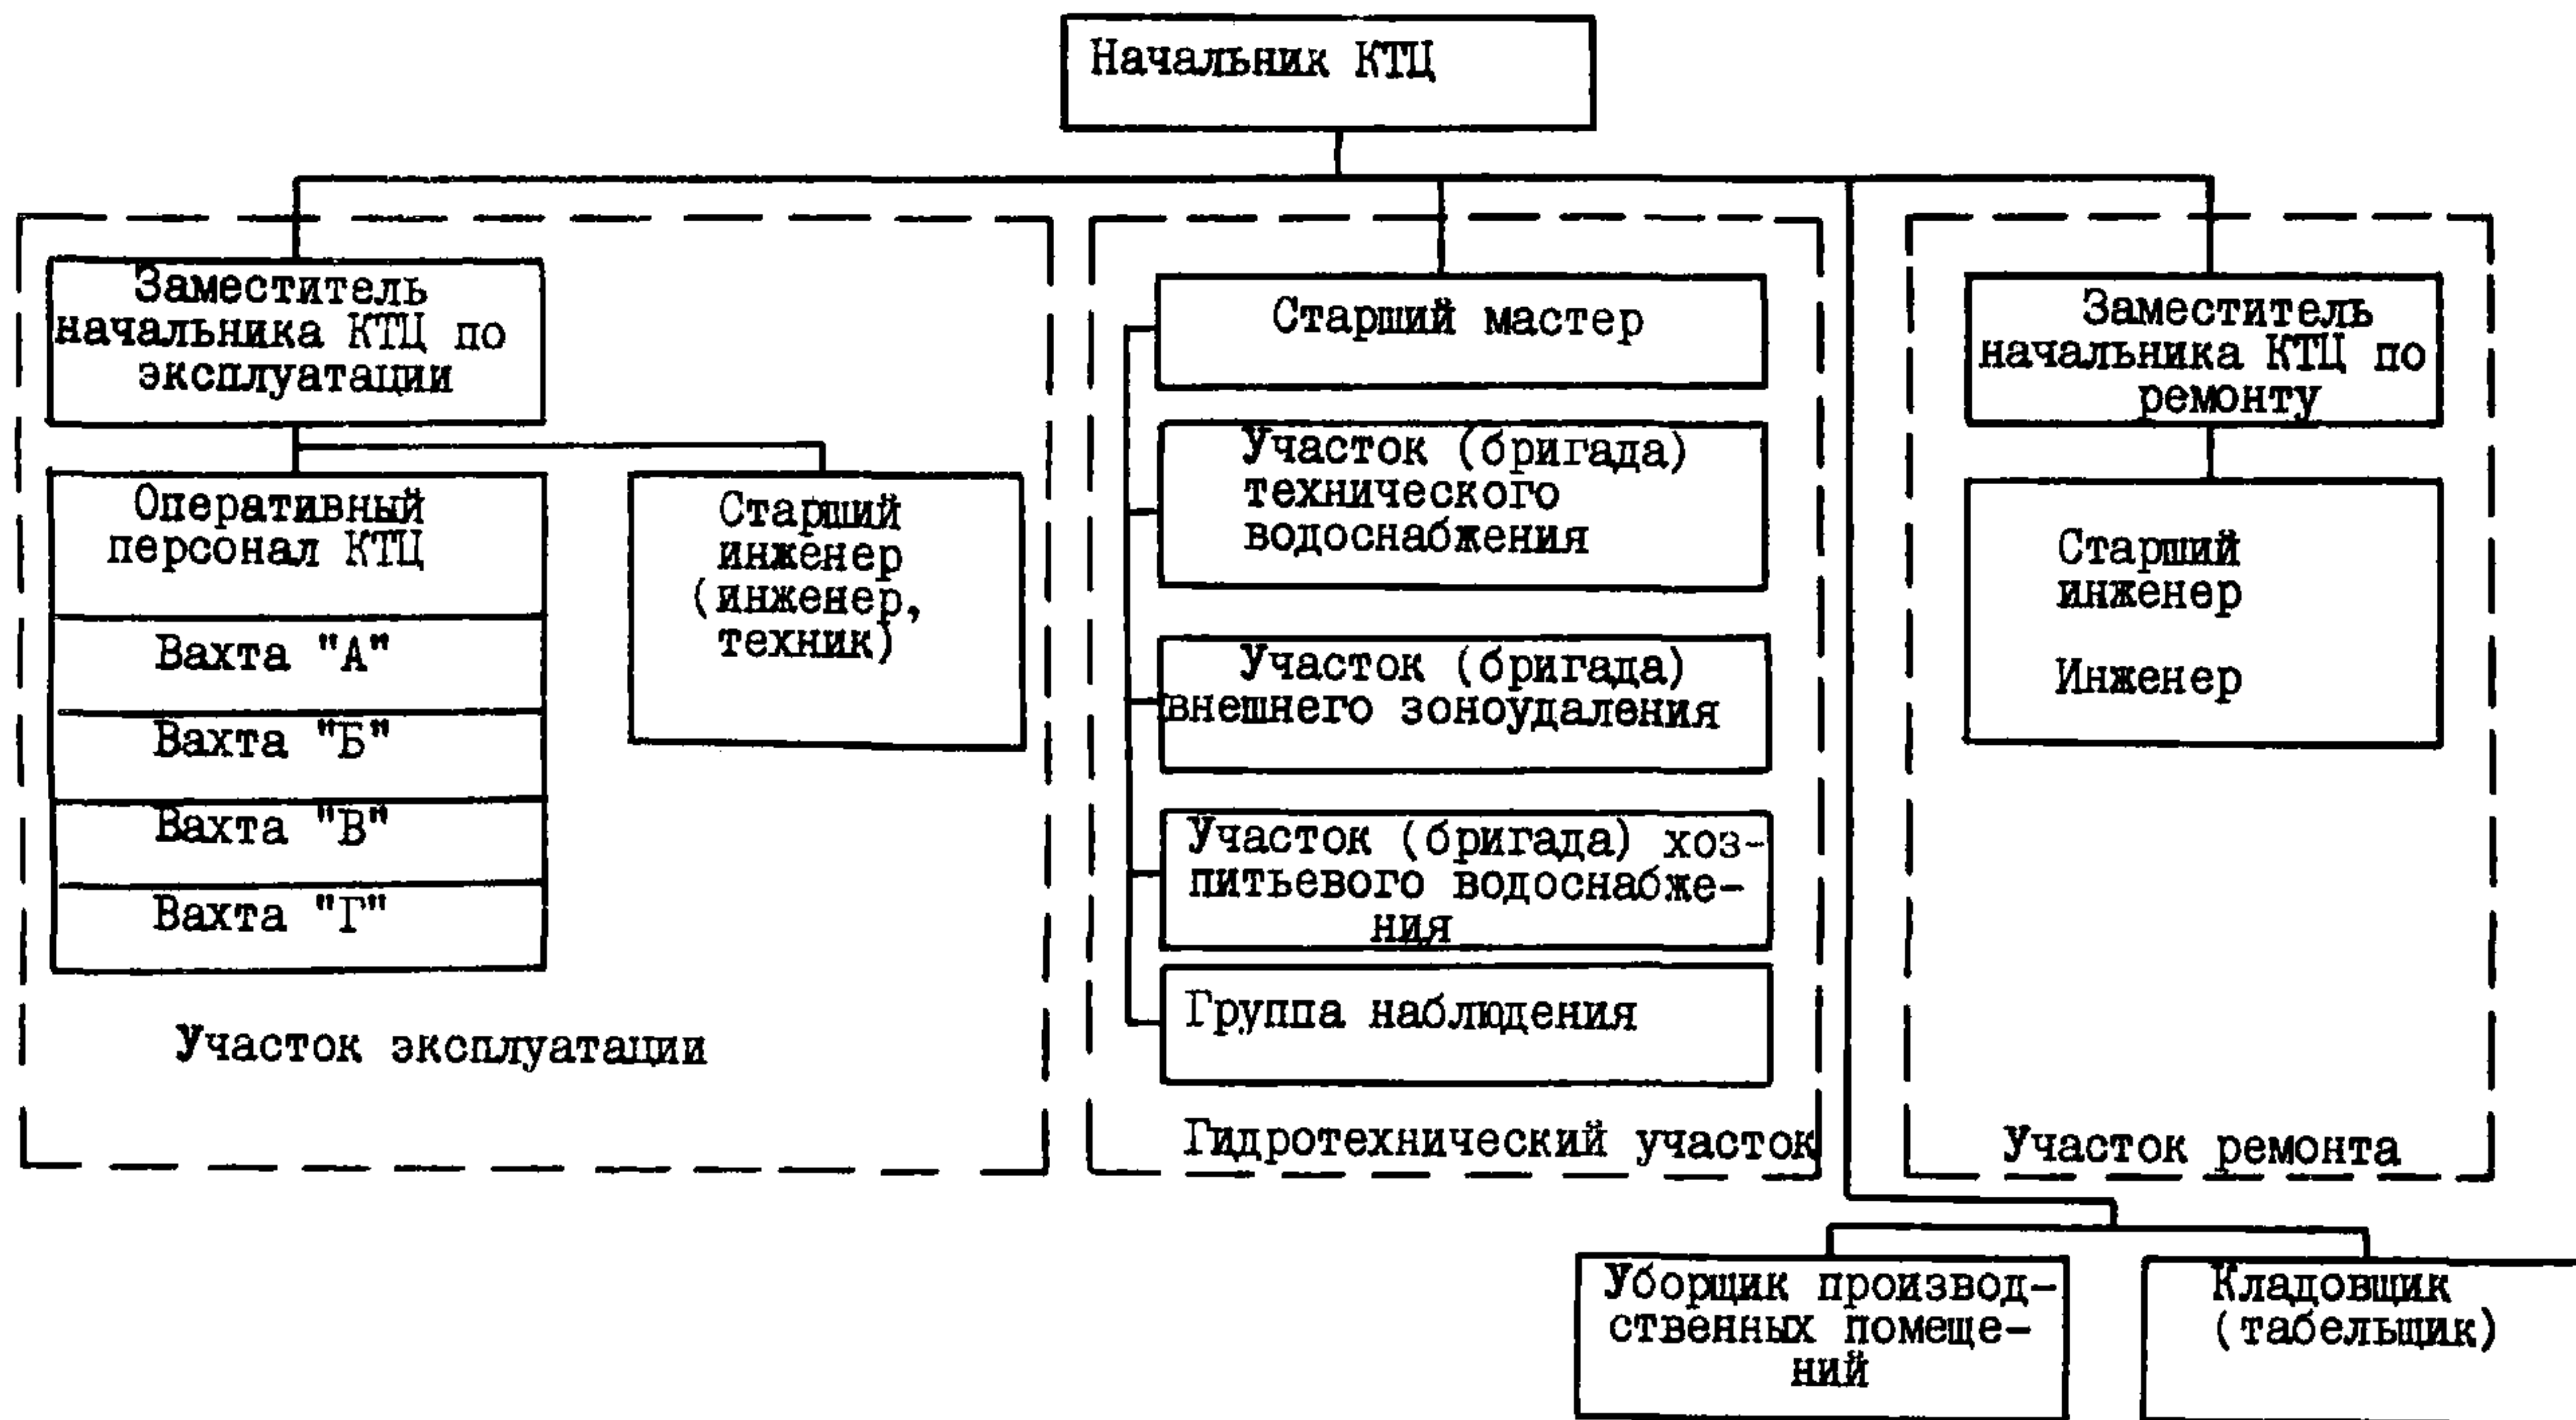 Начальник КТЦ
Заместитель
начальника КТЦ по
эксплуатации
Оперативный
персонал КТЦ
Вахта "А"
Вахта "Б"
Вахта "В"
Вахта "Г"
Старший
инженер
(инженер,
техник)
Участок эксплуатации
Старший мастер
Участок (бригада)
технического
водоснабжения
Участок (бригада)
внешнего зоноудаления
Участок (бригада) хоз-
питьевого водоснабже-
ния
Группа наблюдения
Гидротехнический участок
Заместитель
начальника КТЦ по
ремонту
Старший
инженер
Инженер
Участок ремонта
Уборщик производ-
ственных помеще-
ний
Кладовщик
(табельщик)